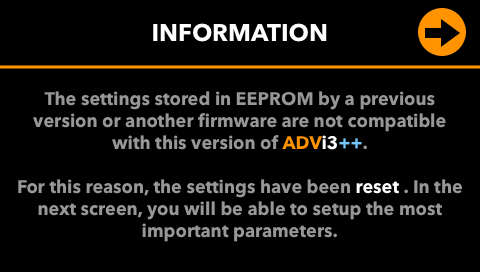 INFORMATION
The settings stored in EEPROM by a previous
version or another firmware are not compatible
with this version of ADVi3++.
For this reason, the settings have been reset . In the
next screen, you will be able to setup the most
important parameters.